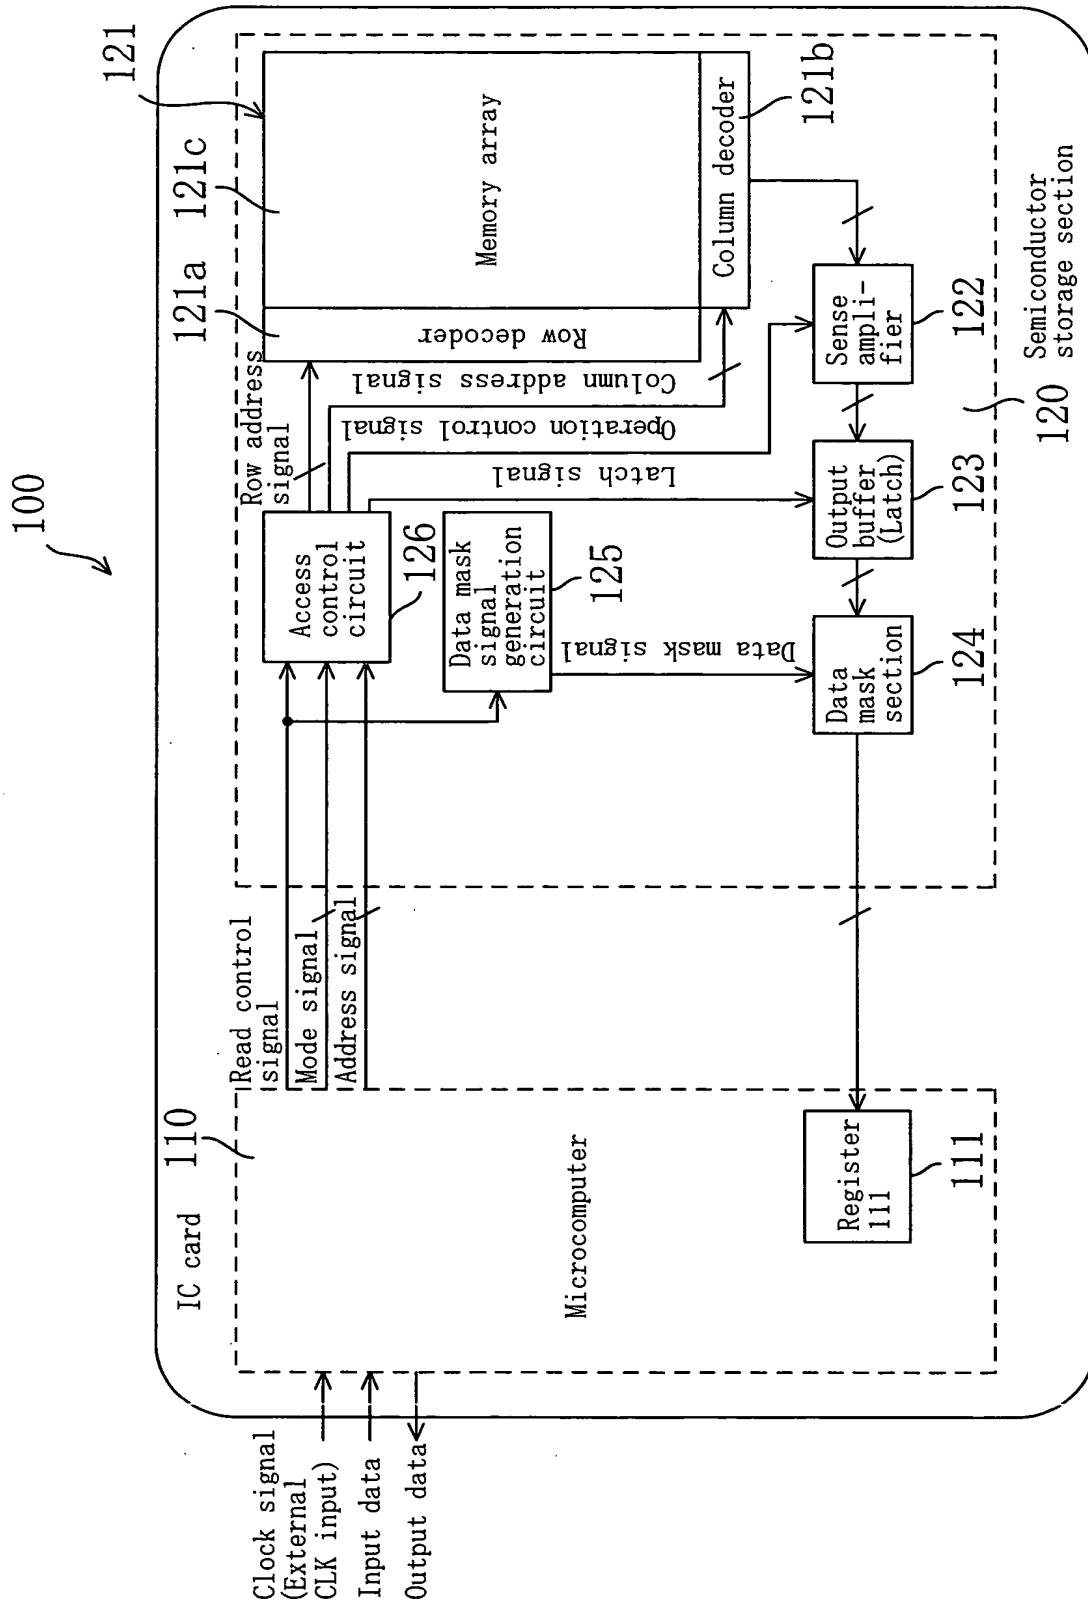 100
IC card
110
Clock signal
(External
CLK input)
Input data
Output data
Microcomputer
Register
111
111
Read control
signal
Mode signal
Address signal
Access
control
circuit
126
Data mask
signal
generation
circuit
125
Data mask signal
Data
mask
section
124
Row address
signal
Column address signal
Operation control signal
Latch signal
Output
buffer
(Latch)
123
Sense
ampli-
fier
122
121a
121c
121
Row decoder
Memory array
Column decoder
121b
120
Semiconductor
storage section